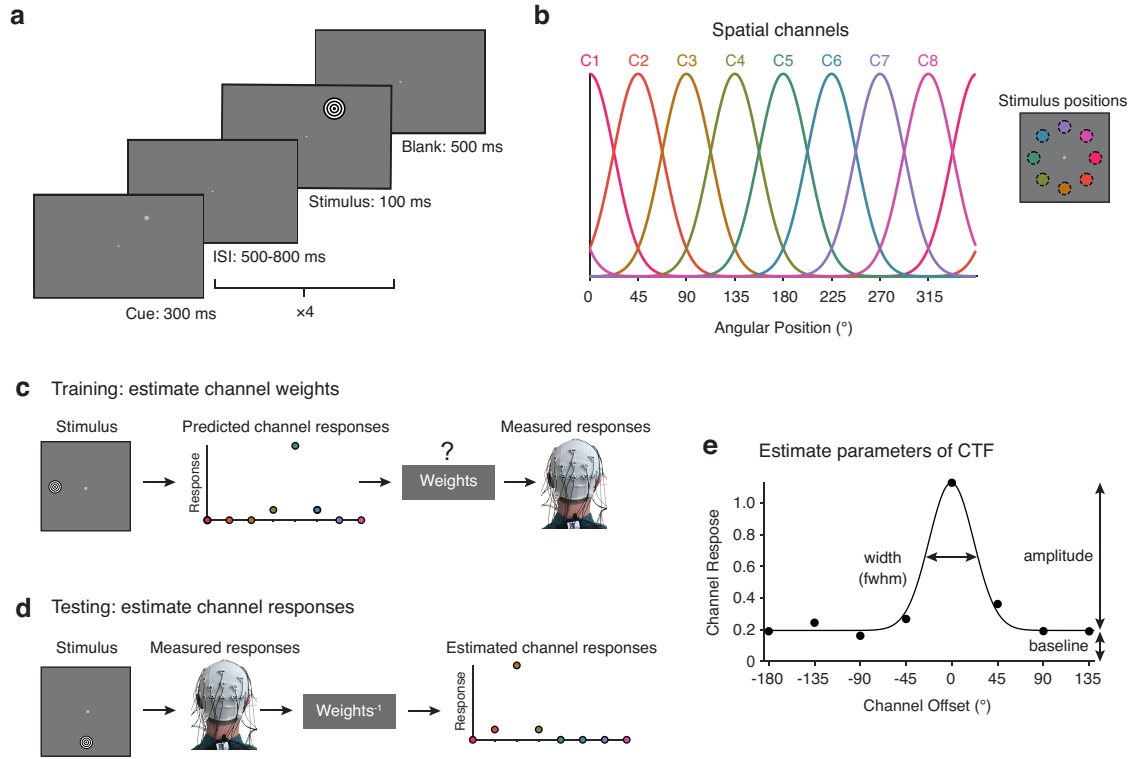 a
Blank: 500 ms
Stimulus: 100 ms
ISI: 500-800 ms
Cue: 300 ms
×4
b
Spatial channels
C1 C2 C3 C4 C5 C6 C7 C8
0 45 90 135 180 225 270 315
Angular Position (°)
Stimulus positions
c Training: estimate channel weights
Stimulus
Predicted channel responses
Response
?
Weights
Measured responses
d Testing: estimate channel responses
Stimulus
Measured responses
Weights-1
Estimated channel responses
Response
e Estimate parameters of CTF
Channel Respose
1.0
0.8
0.6
0.4
0.2
0
width
(fwhm)
amplitude
baseline
-180 -135 -90 -45 0 45 90 135
Channel Offset (°)